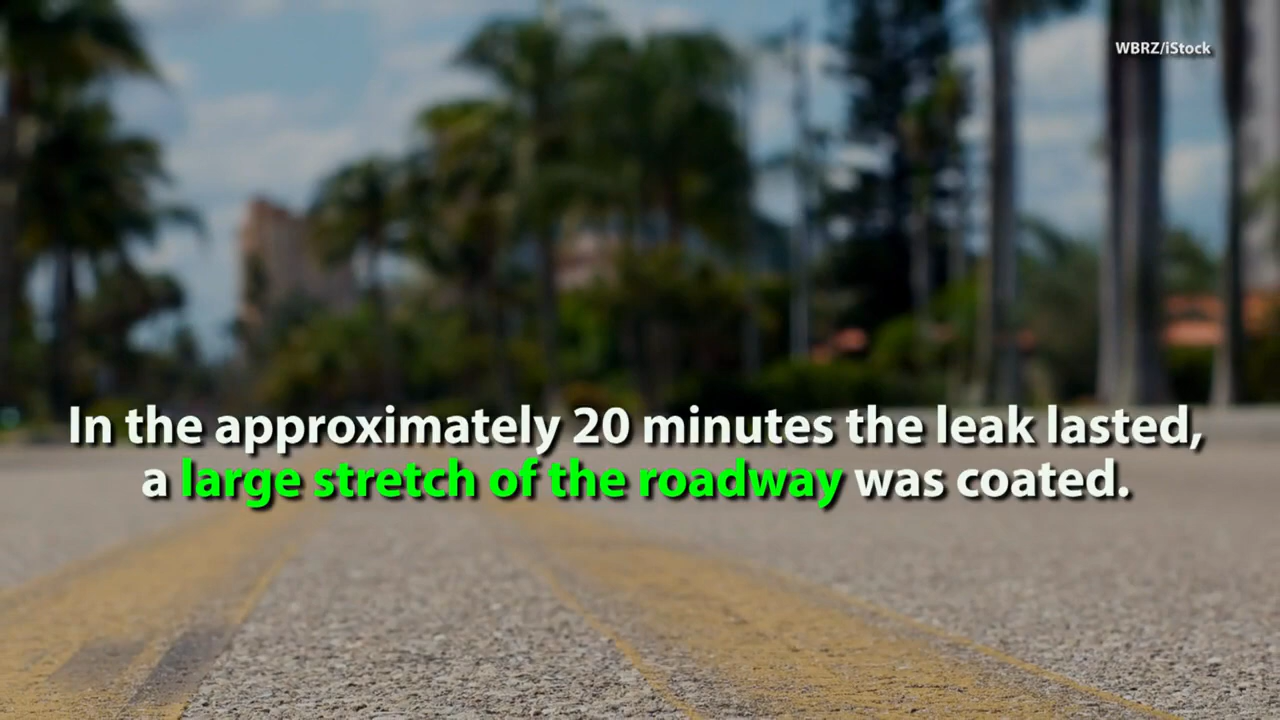 WBRZ/iStock
In the approximately 20 minutes the leak lasted,
a large stretch of the roadway was coated.